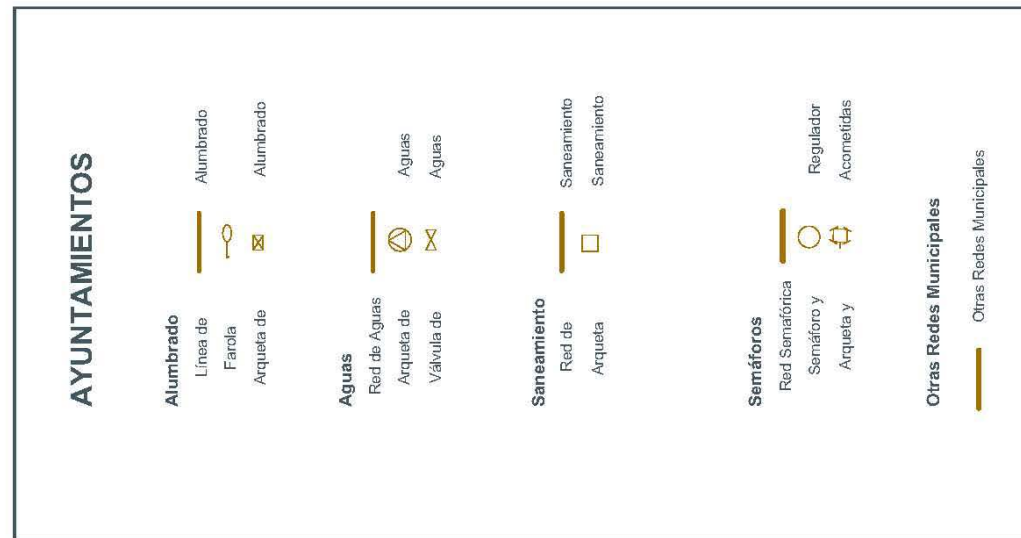 AYUNTAMIENTOS
Alumbrado
Línea de Alumbrado
Farola
Arqueta de Alumbrado
Aguas
Red de Aguas
Arqueta de Aguas
Válvula de Aguas
Saneamiento
Red de Saneamiento
Arqueta Saneamiento
Semáforos
Red Semafórica
Semáforo y Regulador
Arqueta y Acometidas
Otras Redes Municipales
Otras Redes Municipales